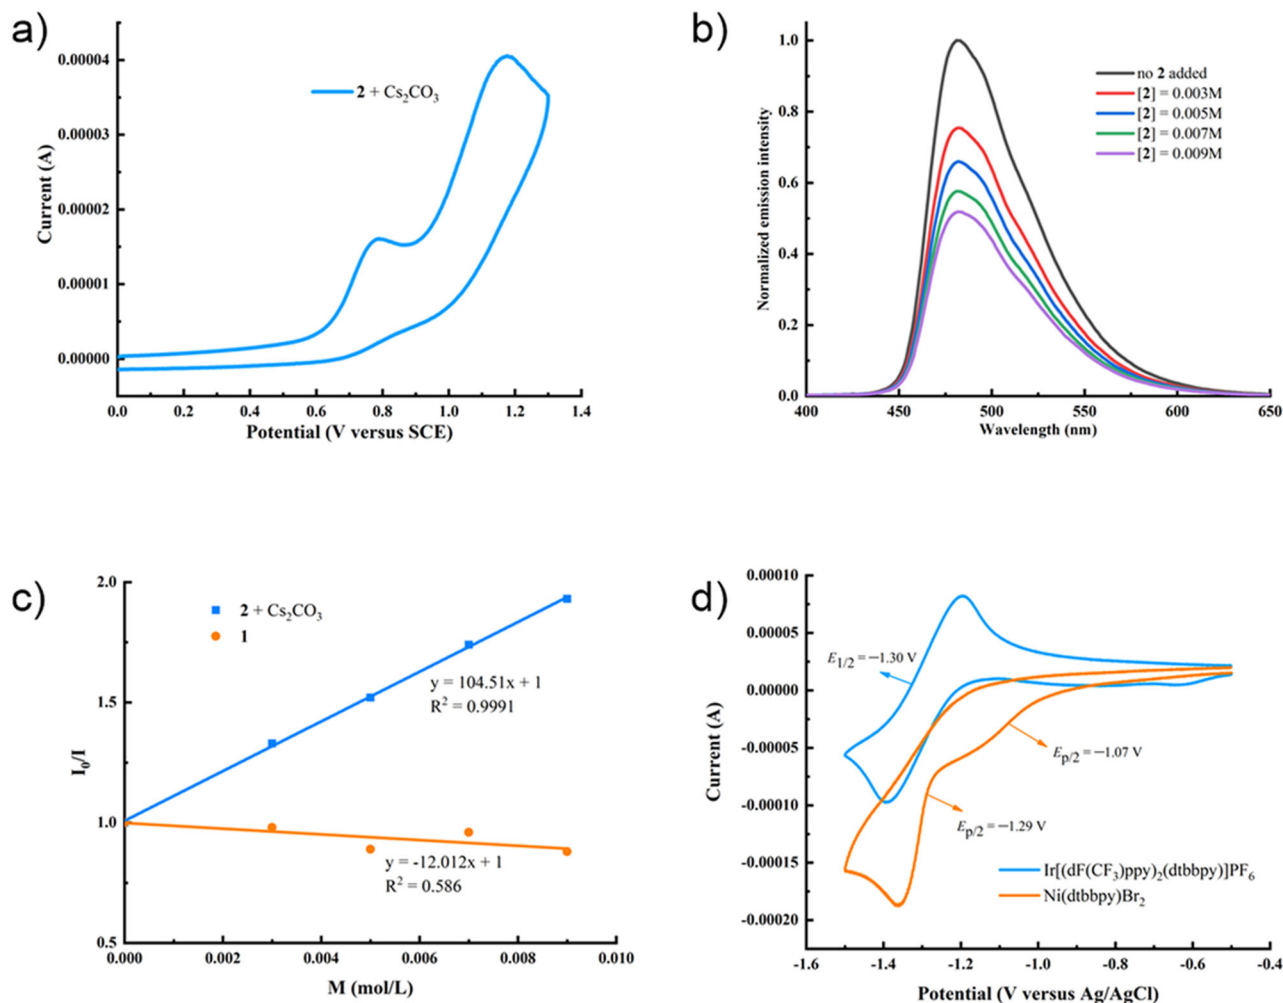 a)
0.00004
0.00003
0.00002
0.00001
0.00000
Current (A)
2 + Cs₂CO₃
0.0 0.2 0.4 0.6 0.8 1.0 1.2 1.4
Potential (V versus SCE)
b)
1.0
0.8
0.6
0.4
0.2
0.0
Normalized emission intensity
no 2 added
[2] = 0.003M
[2] = 0.005M
[2] = 0.007M
[2] = 0.009M
400 450 500 550 600 650
Wavelength (nm)
c)
2.0
1.5
1.0
0.5
I₀/I
2 + Cs₂CO₃
1
y = 104.51x + 1
R² = 0.9991
y = -12.012x + 1
R² = 0.586
0.000 0.002 0.004 0.006 0.008 0.010
M (mol/L)
d)
0.00010
0.00005
0.00000
-0.00005
-0.00010
-0.00015
-0.00020
Current (A)
E1/2 = −1.30 V
Ep/2 = −1.07 V
Ep/2 = −1.29 V
Ir[(dF(CF₃)ppy)₂(dtbbpy)]PF₆
Ni(dtbbpy)Br₂
-1.6 -1.4 -1.2 -1.0 -0.8 -0.6 -0.4
Potential (V versus Ag/AgCl)